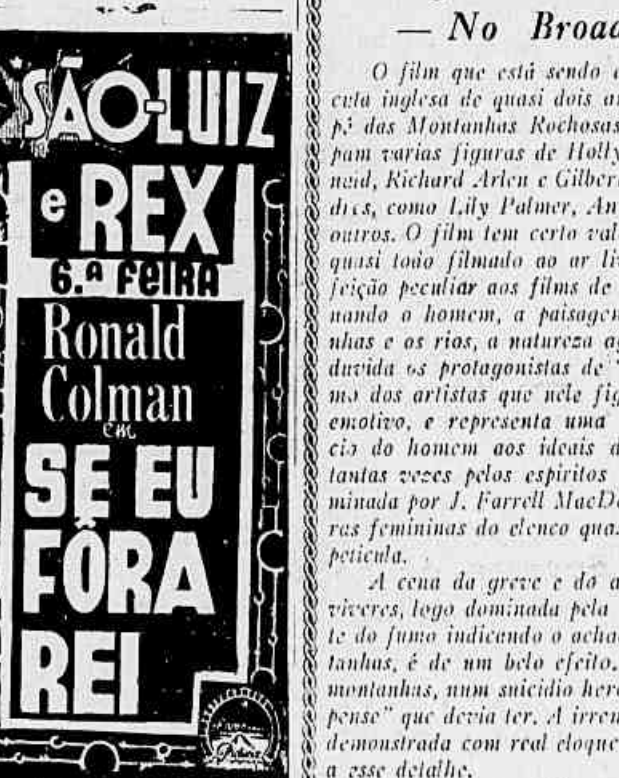 SÃO-LUIZ
e REX
6.ª FEIRA
Ronald
Colman
em
SE EU
FÔRA
REI
— No Broad
O film que está sendo
cula inglesa de quasi dois
pé das Montanhas Rochosas
pam varias figuras de Holly
neid, Richard Arlen e Gilber
dres, como Lily Palmer, An
outros. O film tem certo val
quasi todo filmado ao ar li
feição peculiar aos films de
nando o homem, a paisagem
nhas e os rios, a natureza
duvida os protagonistas de
mo dos artistas que nele fig
emotivo, e representa uma
cia do homem aos ideais d
tantas vezes pelos espiritos
minada por J. Farrell MacD
ras femininas do elenco qua
pelicula.
A cena da greve e do a
viveres, logo dominada pela
te do fumo indicando o acha
tanhas, é de um belo efeito.
montanhas, num suicidio hero
pense" que devia ter. A irren
demonstrada com real eloque
a esse detalhe.